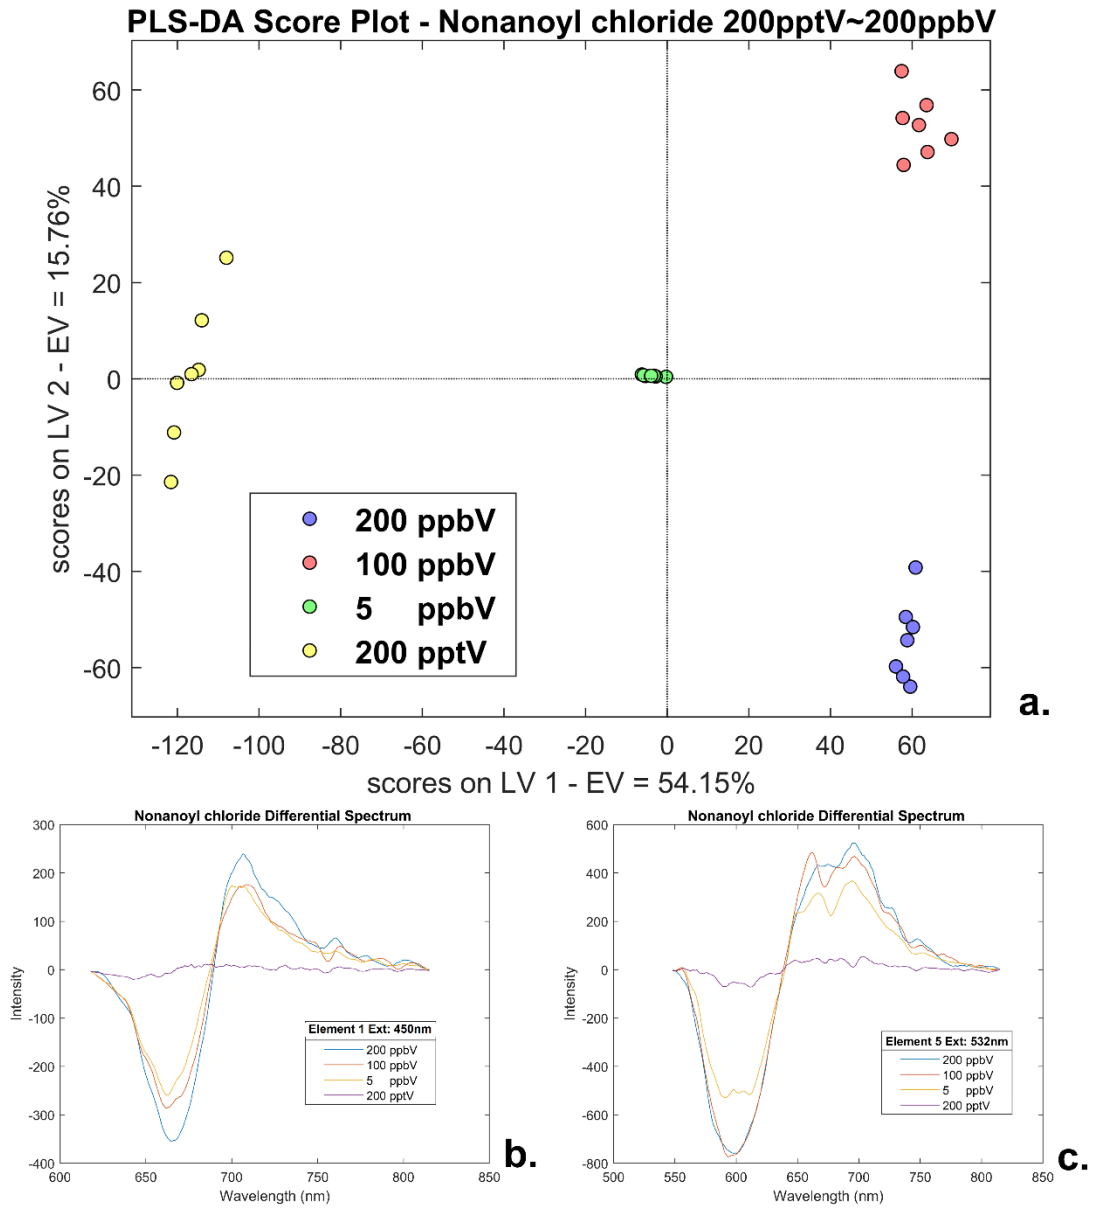 PLS-DA Score Plot - Nonanoyl chloride 200pptV~200ppbV
scores on LV 2 - EV = 15.76%
60
40
20
0
-20
-40
-60
200 ppbV
100 ppbV
5 ppbV
200 pptV
-120 -100 -80 -60 -40 -20 0 20 40 60
scores on LV 1 - EV = 54.15%
a.
Nonanoyl chloride Differential Spectrum
Intensity
300
200
100
0
-100
-200
-300
-400
Element 1 Ext: 450nm
200 ppbV
100 ppbV
5 ppbV
200 pptV
600 650 700 750 800 850
Wavelength (nm)
b.
Nonanoyl chloride Differential Spectrum
Intensity
600
400
200
0
-200
-400
-600
-800
Element 5 Ext: 532nm
200 ppbV
100 ppbV
5 ppbV
200 pptV
500 550 600 650 700 750 800 850
Wavelength (nm)
c.